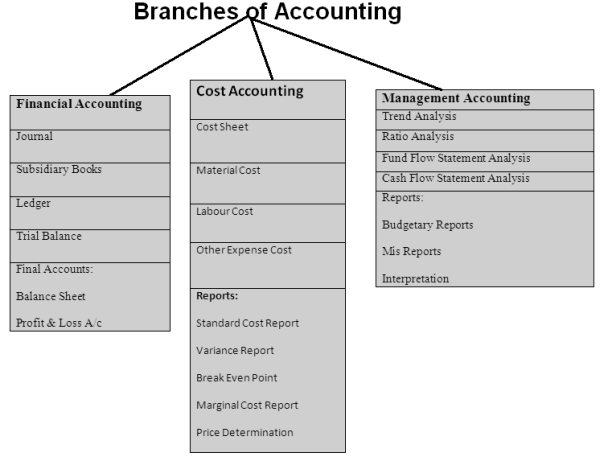 Branches of Accounting
Financial Accounting
Journal
Subsidiary Books
Ledger
Trial Balance
Final Accounts:
Balance Sheet
Profit & Loss A/c
Cost Accounting
Cost Sheet
Material Cost
Labour Cost
Other Expense Cost
Reports:
Standard Cost Report
Variance Report
Break Even Point
Marginal Cost Report
Price Determination
Management Accounting
Trend Analysis
Ratio Analysis
Fund Flow Statement Analysis
Cash Flow Statement Analysis
Reports:
Budgetary Reports
Mis Reports
Interpretation